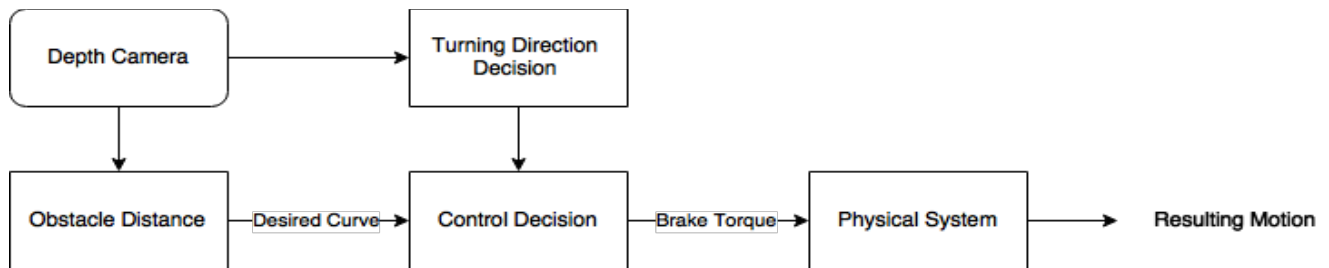 Depth Camera
Turning Direction
Decision
Obstacle Distance
Desired Curve
Control Decision
Brake Torque
Physical System
Resulting Motion